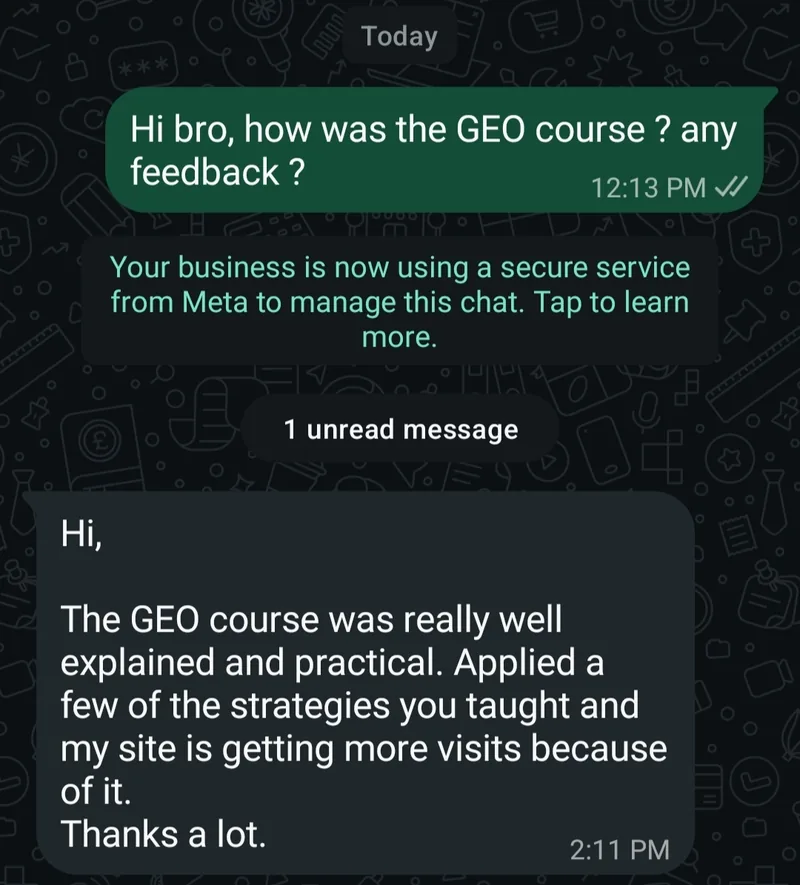 Today
Hi bro, how was the GEO course ? any
feedback ?
12:13 PM
Your business is now using a secure service
from Meta to manage this chat. Tap to learn
more.
1 unread message
Hi,
The GEO course was really well
explained and practical. Applied a
few of the strategies you taught and
my site is getting more visits because
of it.
Thanks a lot.
2:11 PM